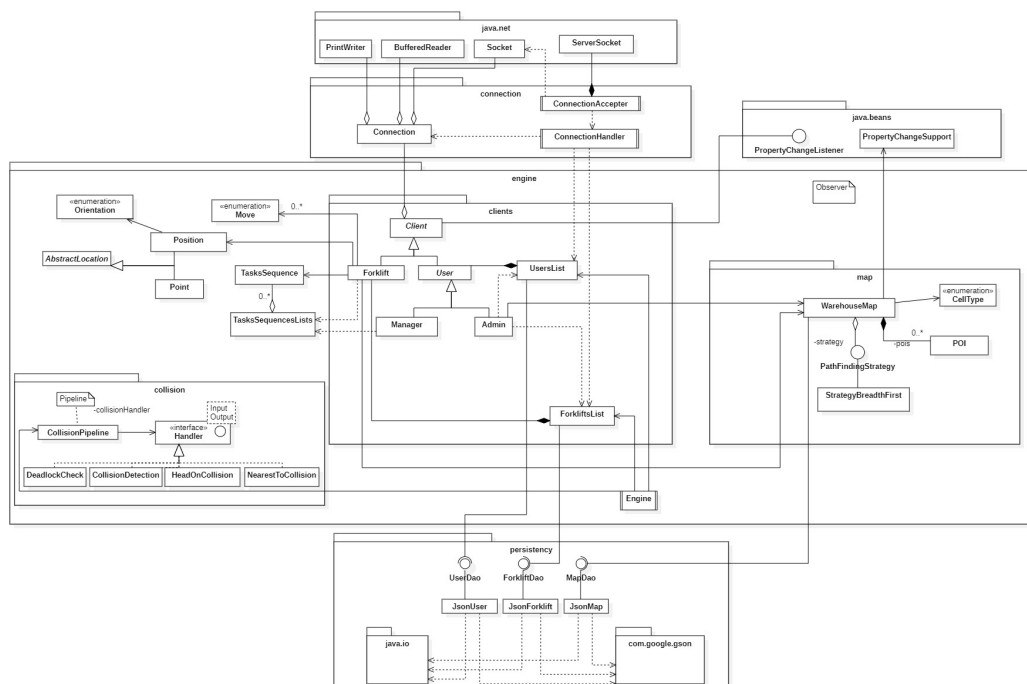 java.net
PrintWriter
BufferedReader
Socket
ServerSocket
connection
ConnectionAccepter
Connection
ConnectionHandler
java.beans
PropertyChangeListener
PropertyChangeSupport
engine
Observer
«enumeration»
Orientation
«enumeration»
Move
0..*
clients
Client
Position
AbstractLocation
Point
TasksSequence
0..*
TasksSequencesLists
Forklift
User
UsersList
Manager
Admin
map
WarehouseMap
«enumeration»
CellType
-strategy
0..*
-pois
POI
PathFindingStrategy
StrategyBreadthFirst
collision
Pipeline
-collisionHandler
Input
Output
CollisionPipeline
«interface»
Handler
ForkliftsList
DeadlockCheck
CollisionDetection
HeadOnCollision
NearestToCollision
Engine
persistency
UserDao
ForkliftDao
MapDao
JsonUser
JsonForklift
JsonMap
java.io
com.google.gson